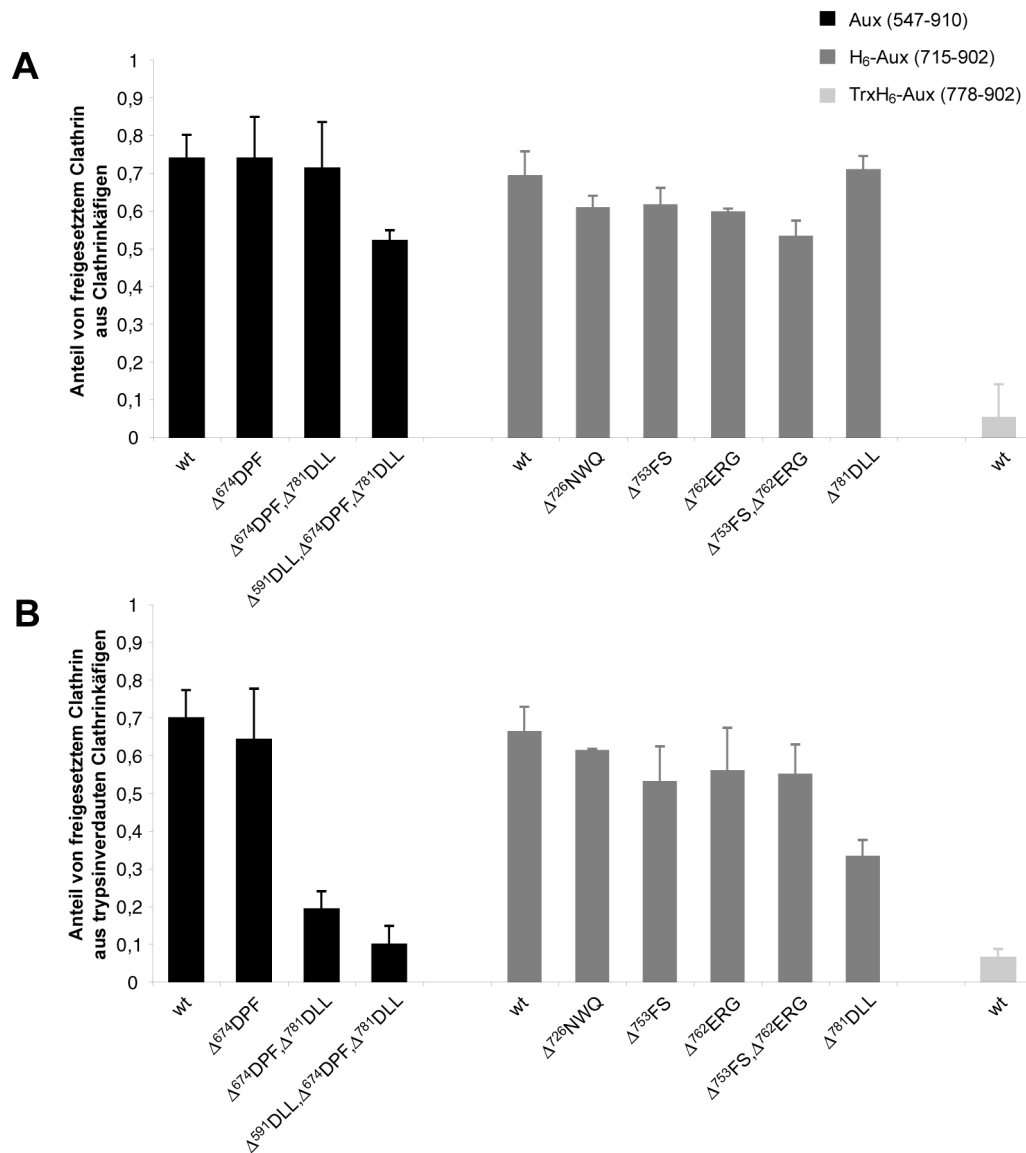 Aux (547-910)
H₆-Aux (715-902)
TrxH₆-Aux (778-902)
A
Anteil von freigesetztem Clathrin
aus Clathrinkäfigen
1
0,9
0,8
0,7
0,6
0,5
0,4
0,3
0,2
0,1
0
wt
Δ⁶⁷⁴DPF
Δ⁶⁷⁴DPF,Δ⁷⁸¹DLL
Δ⁵⁹¹DLL,Δ⁶⁷⁴DPF,Δ⁷⁸¹DLL
wt
Δ⁷²⁶NWQ
Δ⁷⁵³FS
Δ⁷⁶²ERG
Δ⁷⁵³FS,Δ⁷⁶²ERG
Δ⁷⁸¹DLL
wt
B
Anteil von freigesetztem Clathrin
aus trypsinverdauten Clathrinkäfigen
1
0,9
0,8
0,7
0,6
0,5
0,4
0,3
0,2
0,1
0
wt
Δ⁶⁷⁴DPF
Δ⁶⁷⁴DPF,Δ⁷⁸¹DLL
Δ⁵⁹¹DLL,Δ⁶⁷⁴DPF,Δ⁷⁸¹DLL
wt
Δ⁷²⁶NWQ
Δ⁷⁵³FS
Δ⁷⁶²ERG
Δ⁷⁵³FS,Δ⁷⁶²ERG
Δ⁷⁸¹DLL
wt